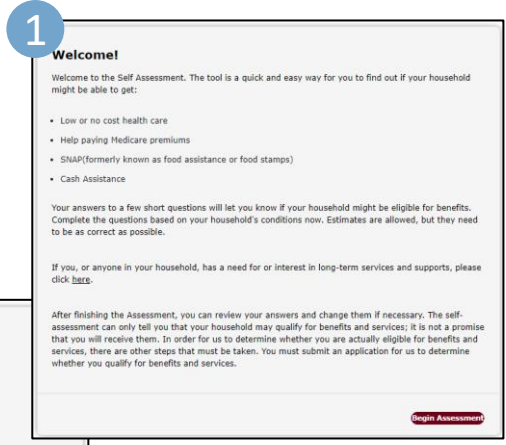 1
Welcome!
Welcome to the Self Assessment. The tool is a quick and easy way for you to find out if your household
might be able to get:
• Low or no cost health care
• Help paying Medicare premiums
• SNAP(formerly known as food assistance or food stamps)
• Cash Assistance
Your answers to a few short questions will let you know if your household might be eligible for benefits.
Complete the questions based on your household's conditions now. Estimates are allowed, but they need
to be as correct as possible.
If you, or anyone in your household, has a need for or interest in long-term services and supports, please
click here.
After finishing the Assessment, you can review your answers and change them if necessary. The self-
assessment can only tell you that your household may qualify for benefits and services; it is not a promise
that you will receive them. In order for us to determine whether you are actually eligible for benefits and
services, there are other steps that must be taken. You must submit an application for us to determine
whether you qualify for benefits and services.
Begin Assessment